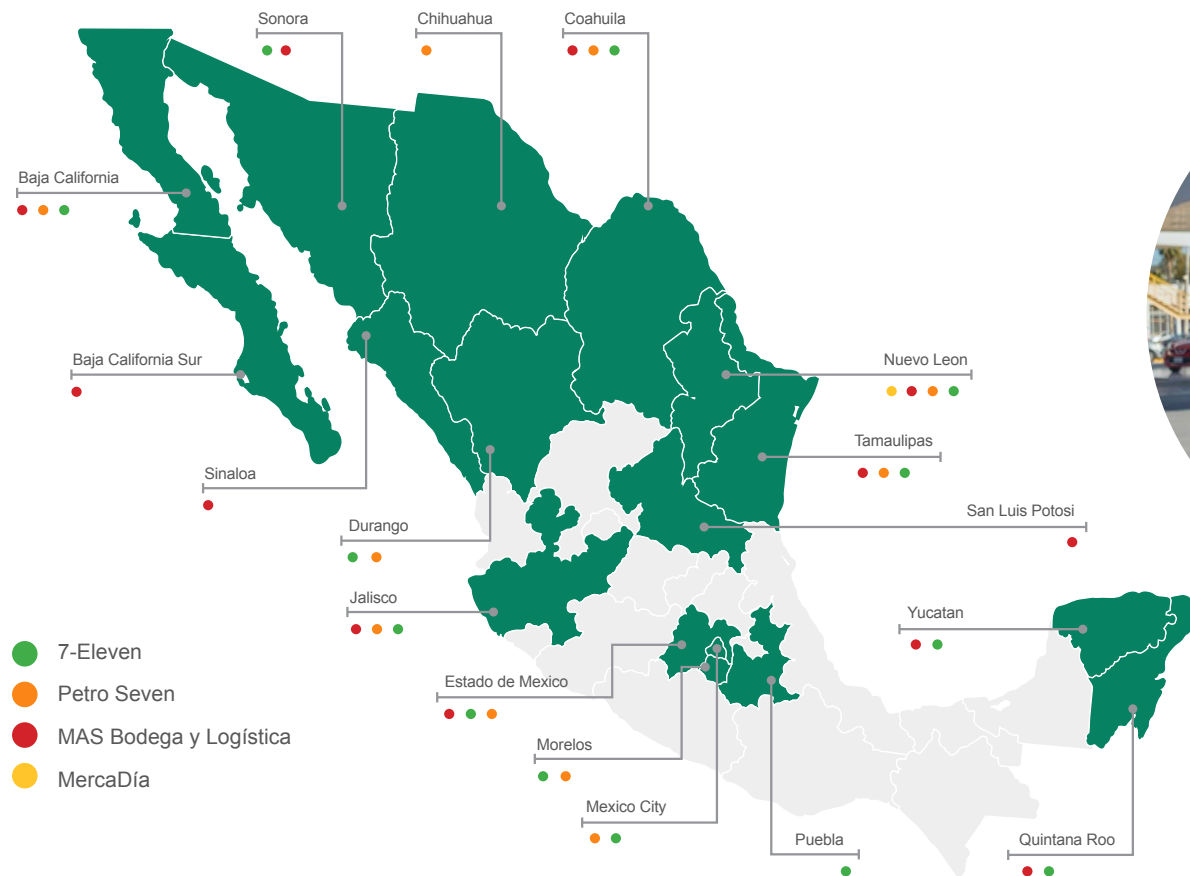 Sonora
Chihuahua
Coahuila
Baja California
Baja California Sur
Nuevo Leon
Tamaulipas
Sinaloa
San Luis Potosi
Durango
Jalisco
Yucatan
7-Eleven
Petro Seven
MAS Bodega y Logística
MercaDía
Estado de Mexico
Morelos
Mexico City
Puebla
Quintana Roo